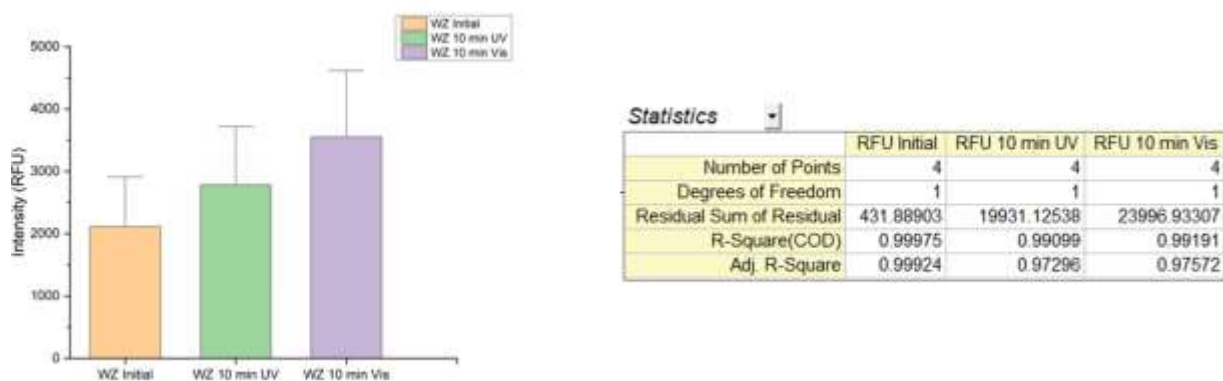 WZ Initial
WZ 10 min UV
WZ 10 min Vis
5000
4000
3000
2000
1000
0
Intensity (RFU)
WZ Initial WZ 10 min UV WZ 10 min Vis
Statistics
RFU Initial RFU 10 min UV RFU 10 min Vis
Number of Points 4 4 4
Degrees of Freedom 1 1 1
Residual Sum of Residual 431.88903 19931.12538 23996.93307
R-Square(COD) 0.99975 0.99099 0.99191
Adj. R-Square 0.99924 0.97296 0.97572